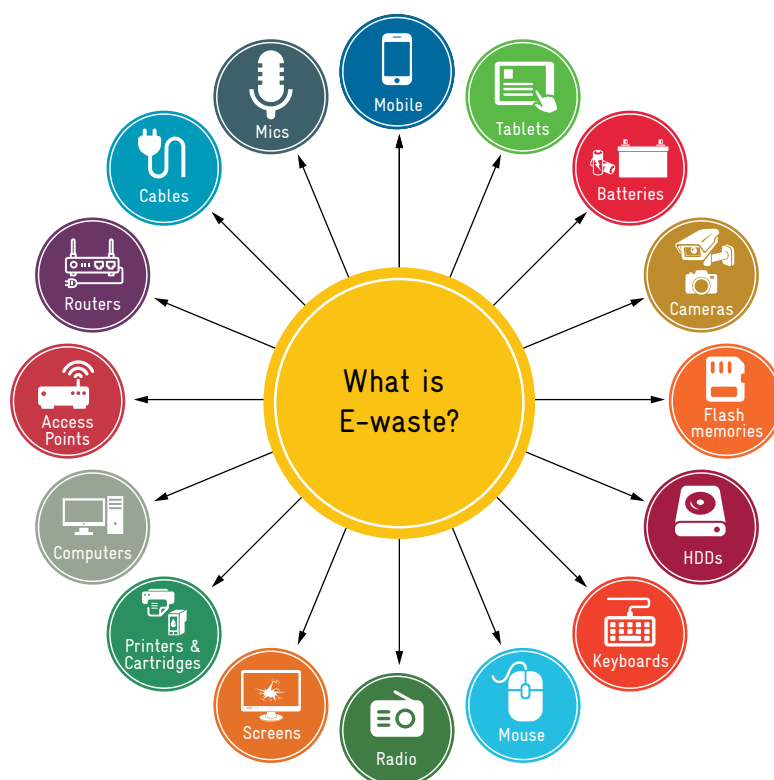 What is
E-waste?
Mobile
Tablets
Batteries
Cameras
Flash
memories
HDDs
Keyboards
Mouse
Radio
Screens
Printers &
Cartridges
Computers
Access
Points
Routers
Cables
Mics